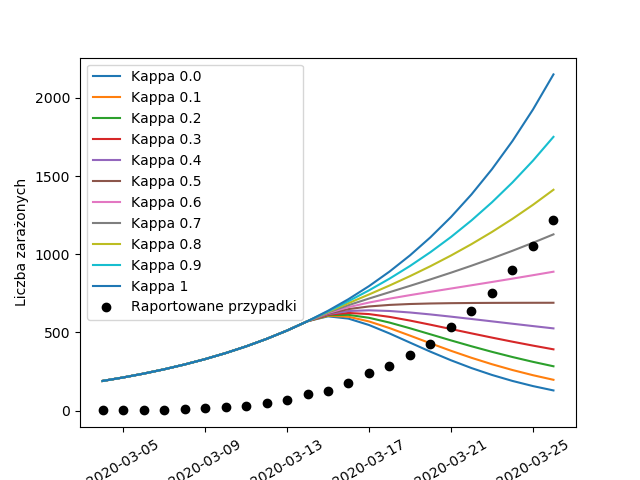 Kappa 0.0
Kappa 0.1
Kappa 0.2
Kappa 0.3
Kappa 0.4
Kappa 0.5
Kappa 0.6
Kappa 0.7
Kappa 0.8
Kappa 0.9
Kappa 1
Raportowane przypadki
Liczba zarażonych
2000
1500
1000
500
0
2020-03-05
2020-03-09
2020-03-13
2020-03-17
2020-03-21
2020-03-25